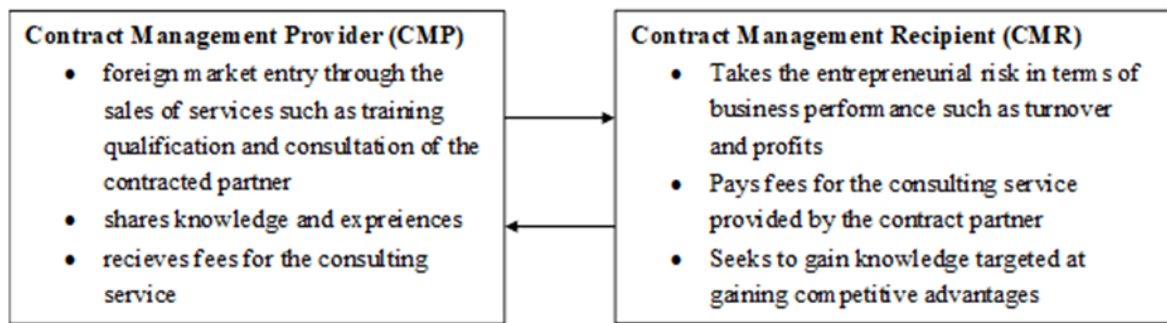 Contract Management Provider (CMP)
• foreign market entry through the
sales of services such as training
qualification and consultation of the
contracted partner
• shares knowledge and expreiences
• recieves fees for the consulting
service
Contract Management Recipient (CMR)
• Takes the entrepreneurial risk in terms of
business performance such as turnover
and profits
• Pays fees for the consulting service
provided by the contract partner
• Seeks to gain knowledge targeted at
gaining competitive advantages